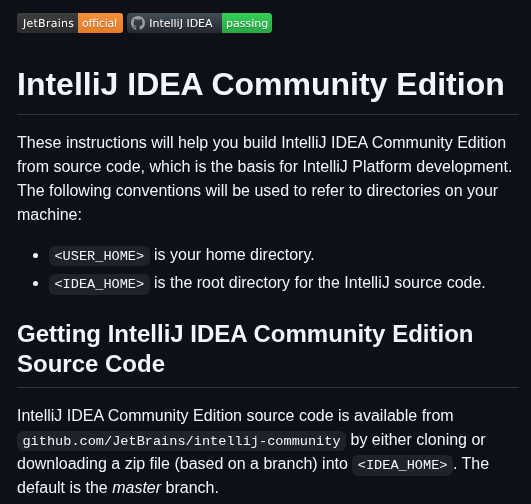 JetBrains official IntelliJ IDEA passing
IntelliJ IDEA Community Edition
These instructions will help you build IntelliJ IDEA Community Edition
from source code, which is the basis for IntelliJ Platform development.
The following conventions will be used to refer to directories on your
machine:
• <USER_HOME> is your home directory.
• <IDEA_HOME> is the root directory for the IntelliJ source code.
Getting IntelliJ IDEA Community Edition
Source Code
IntelliJ IDEA Community Edition source code is available from
github.com/JetBrains/intellij-community by either cloning or
downloading a zip file (based on a branch) into <IDEA_HOME>. The
default is the master branch.